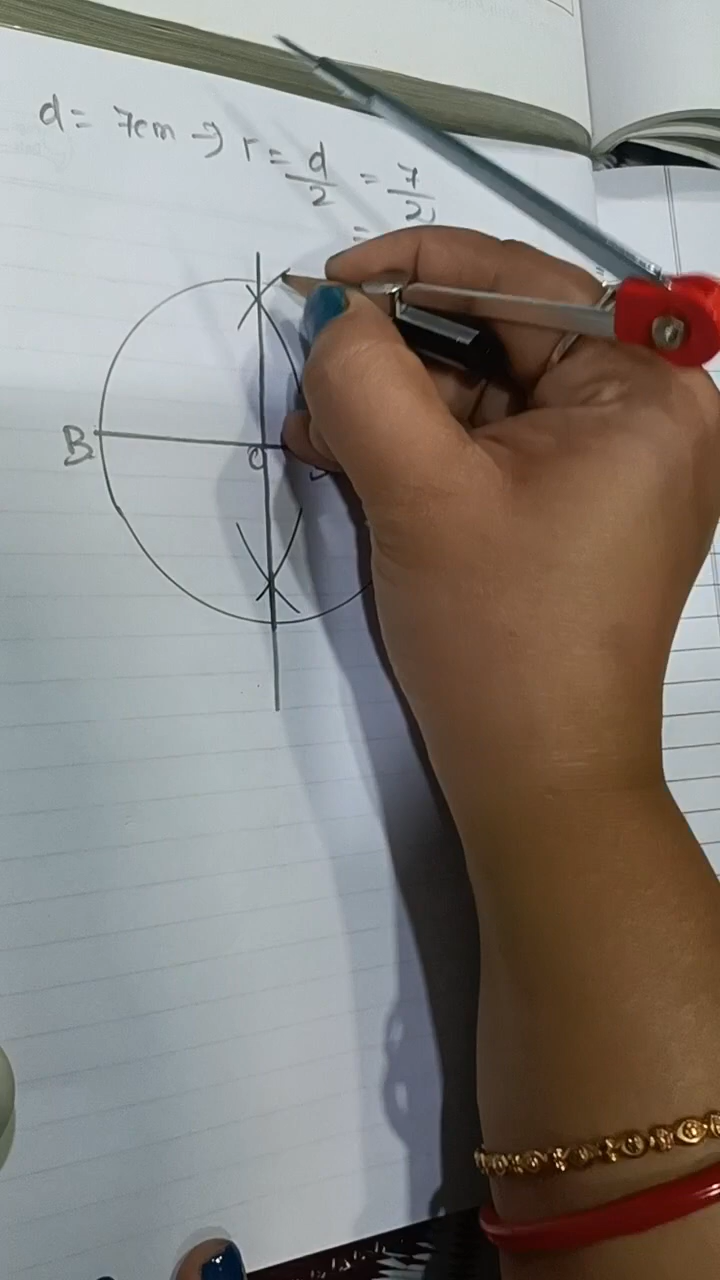 d = 7cm → r = d/2 = 7/2
=
B
O